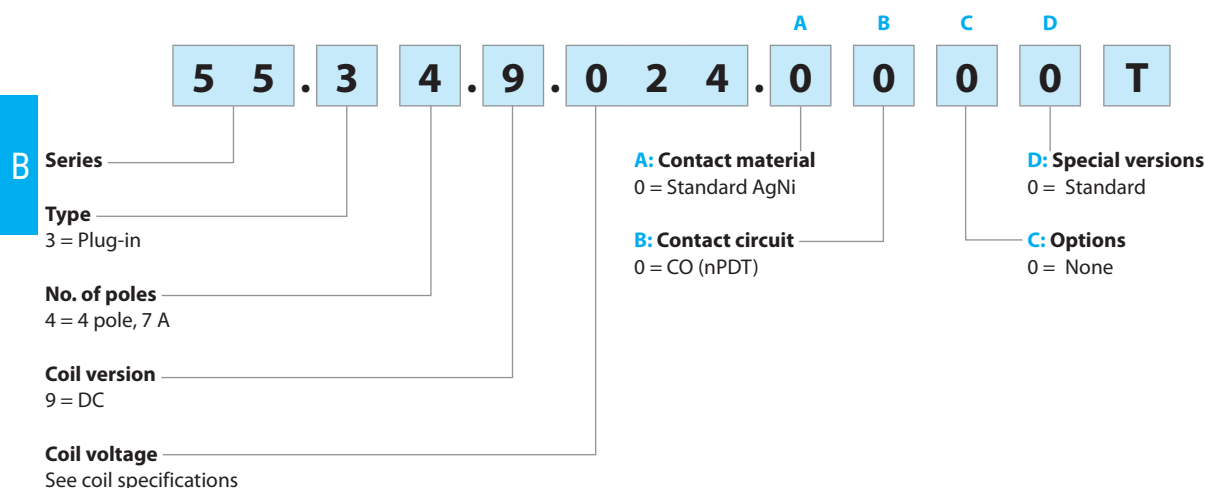 A B C D
5 5 . 3 4 . 9 . 0 2 4 . 0 0 0 0 T
B
Series
Type
3 = Plug-in
No. of poles
4 = 4 pole, 7 A
Coil version
9 = DC
Coil voltage
See coil specifications
A: Contact material
0 = Standard AgNi
B: Contact circuit
0 = CO (nPDT)
D: Special versions
0 = Standard
C: Options
0 = None